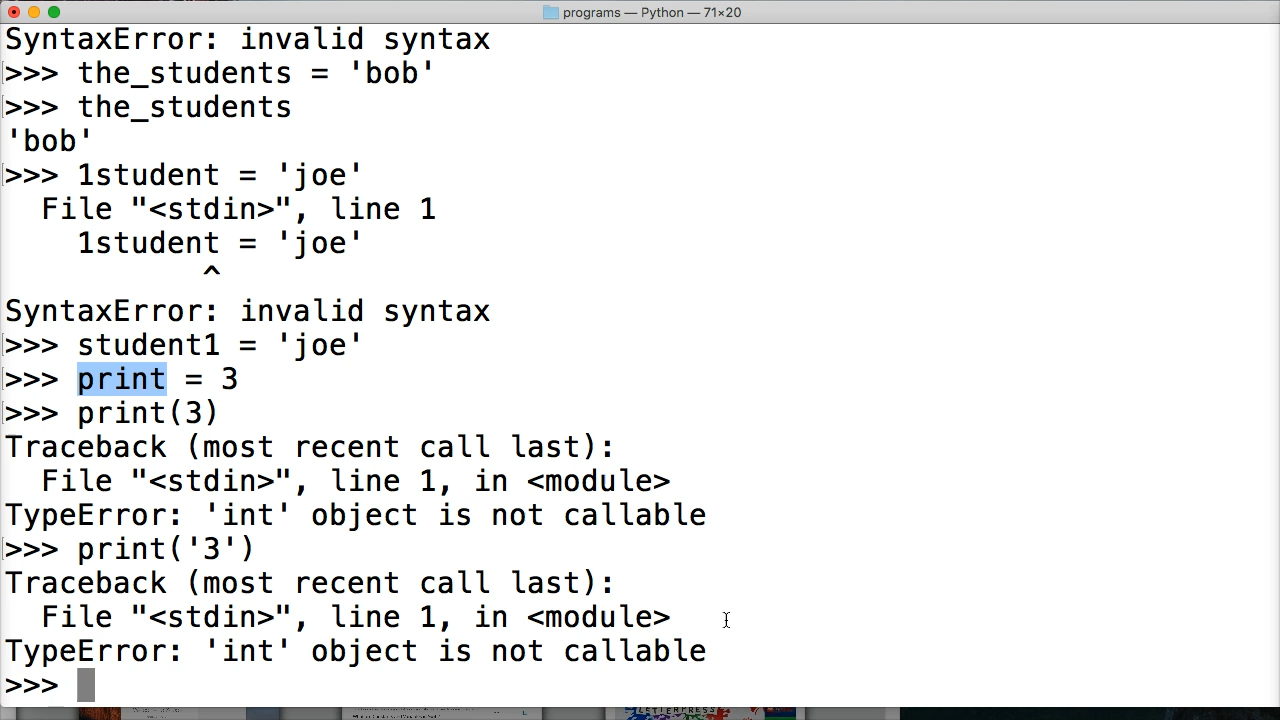 programs — Python — 71×20
SyntaxError: invalid syntax
>>> the_students = 'bob'
>>> the_students
'bob'
>>> 1student = 'joe'
  File "<stdin>", line 1
    1student = 'joe'
           ^
SyntaxError: invalid syntax
>>> student1 = 'joe'
>>> print = 3
>>> print(3)
Traceback (most recent call last):
  File "<stdin>", line 1, in <module>
TypeError: 'int' object is not callable
>>> print('3')
Traceback (most recent call last):
  File "<stdin>", line 1, in <module>
TypeError: 'int' object is not callable
>>>
LETTERPRESS